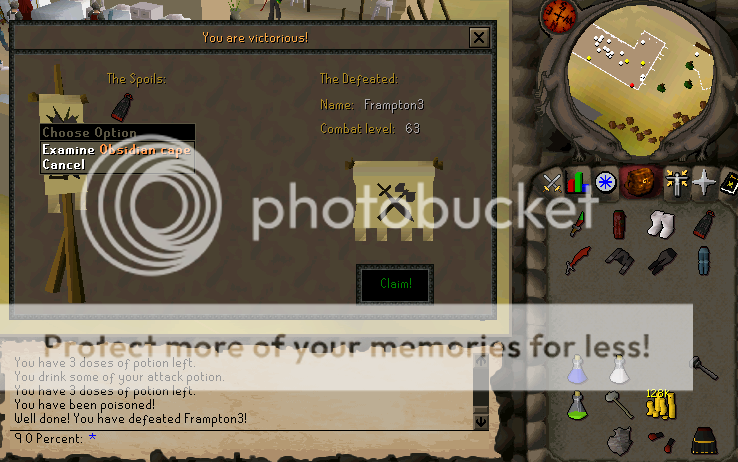 You are victorious!
The Spoils:
The Defeated:
Name: Frampton3
Combat level: 63
Choose Option
Examine Obsidian cape
Cancel
photobucket
Claim!
Protect more of your memories for less!
You have 3 doses of potion left.
You drink some of your attack potion.
You have 3 doses of potion left.
You have been poisoned!
Well done! You have defeated Frampton3!
9 0 Percent: *
128K